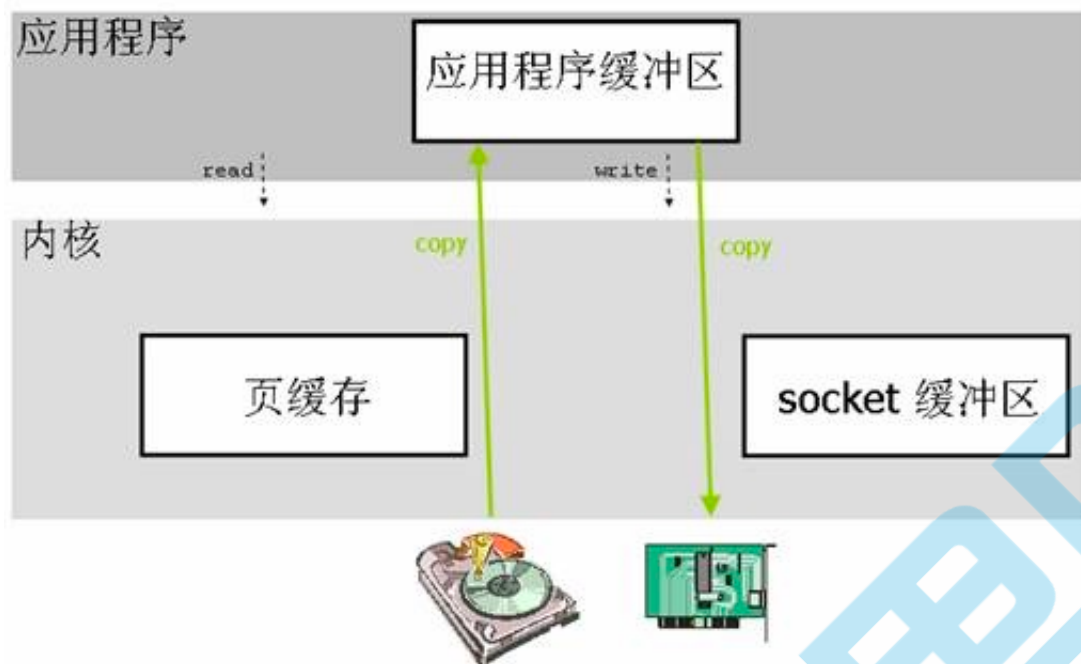 应用程序
应用程序缓冲区
read
write
内核
copy
copy
页缓存
socket 缓冲区